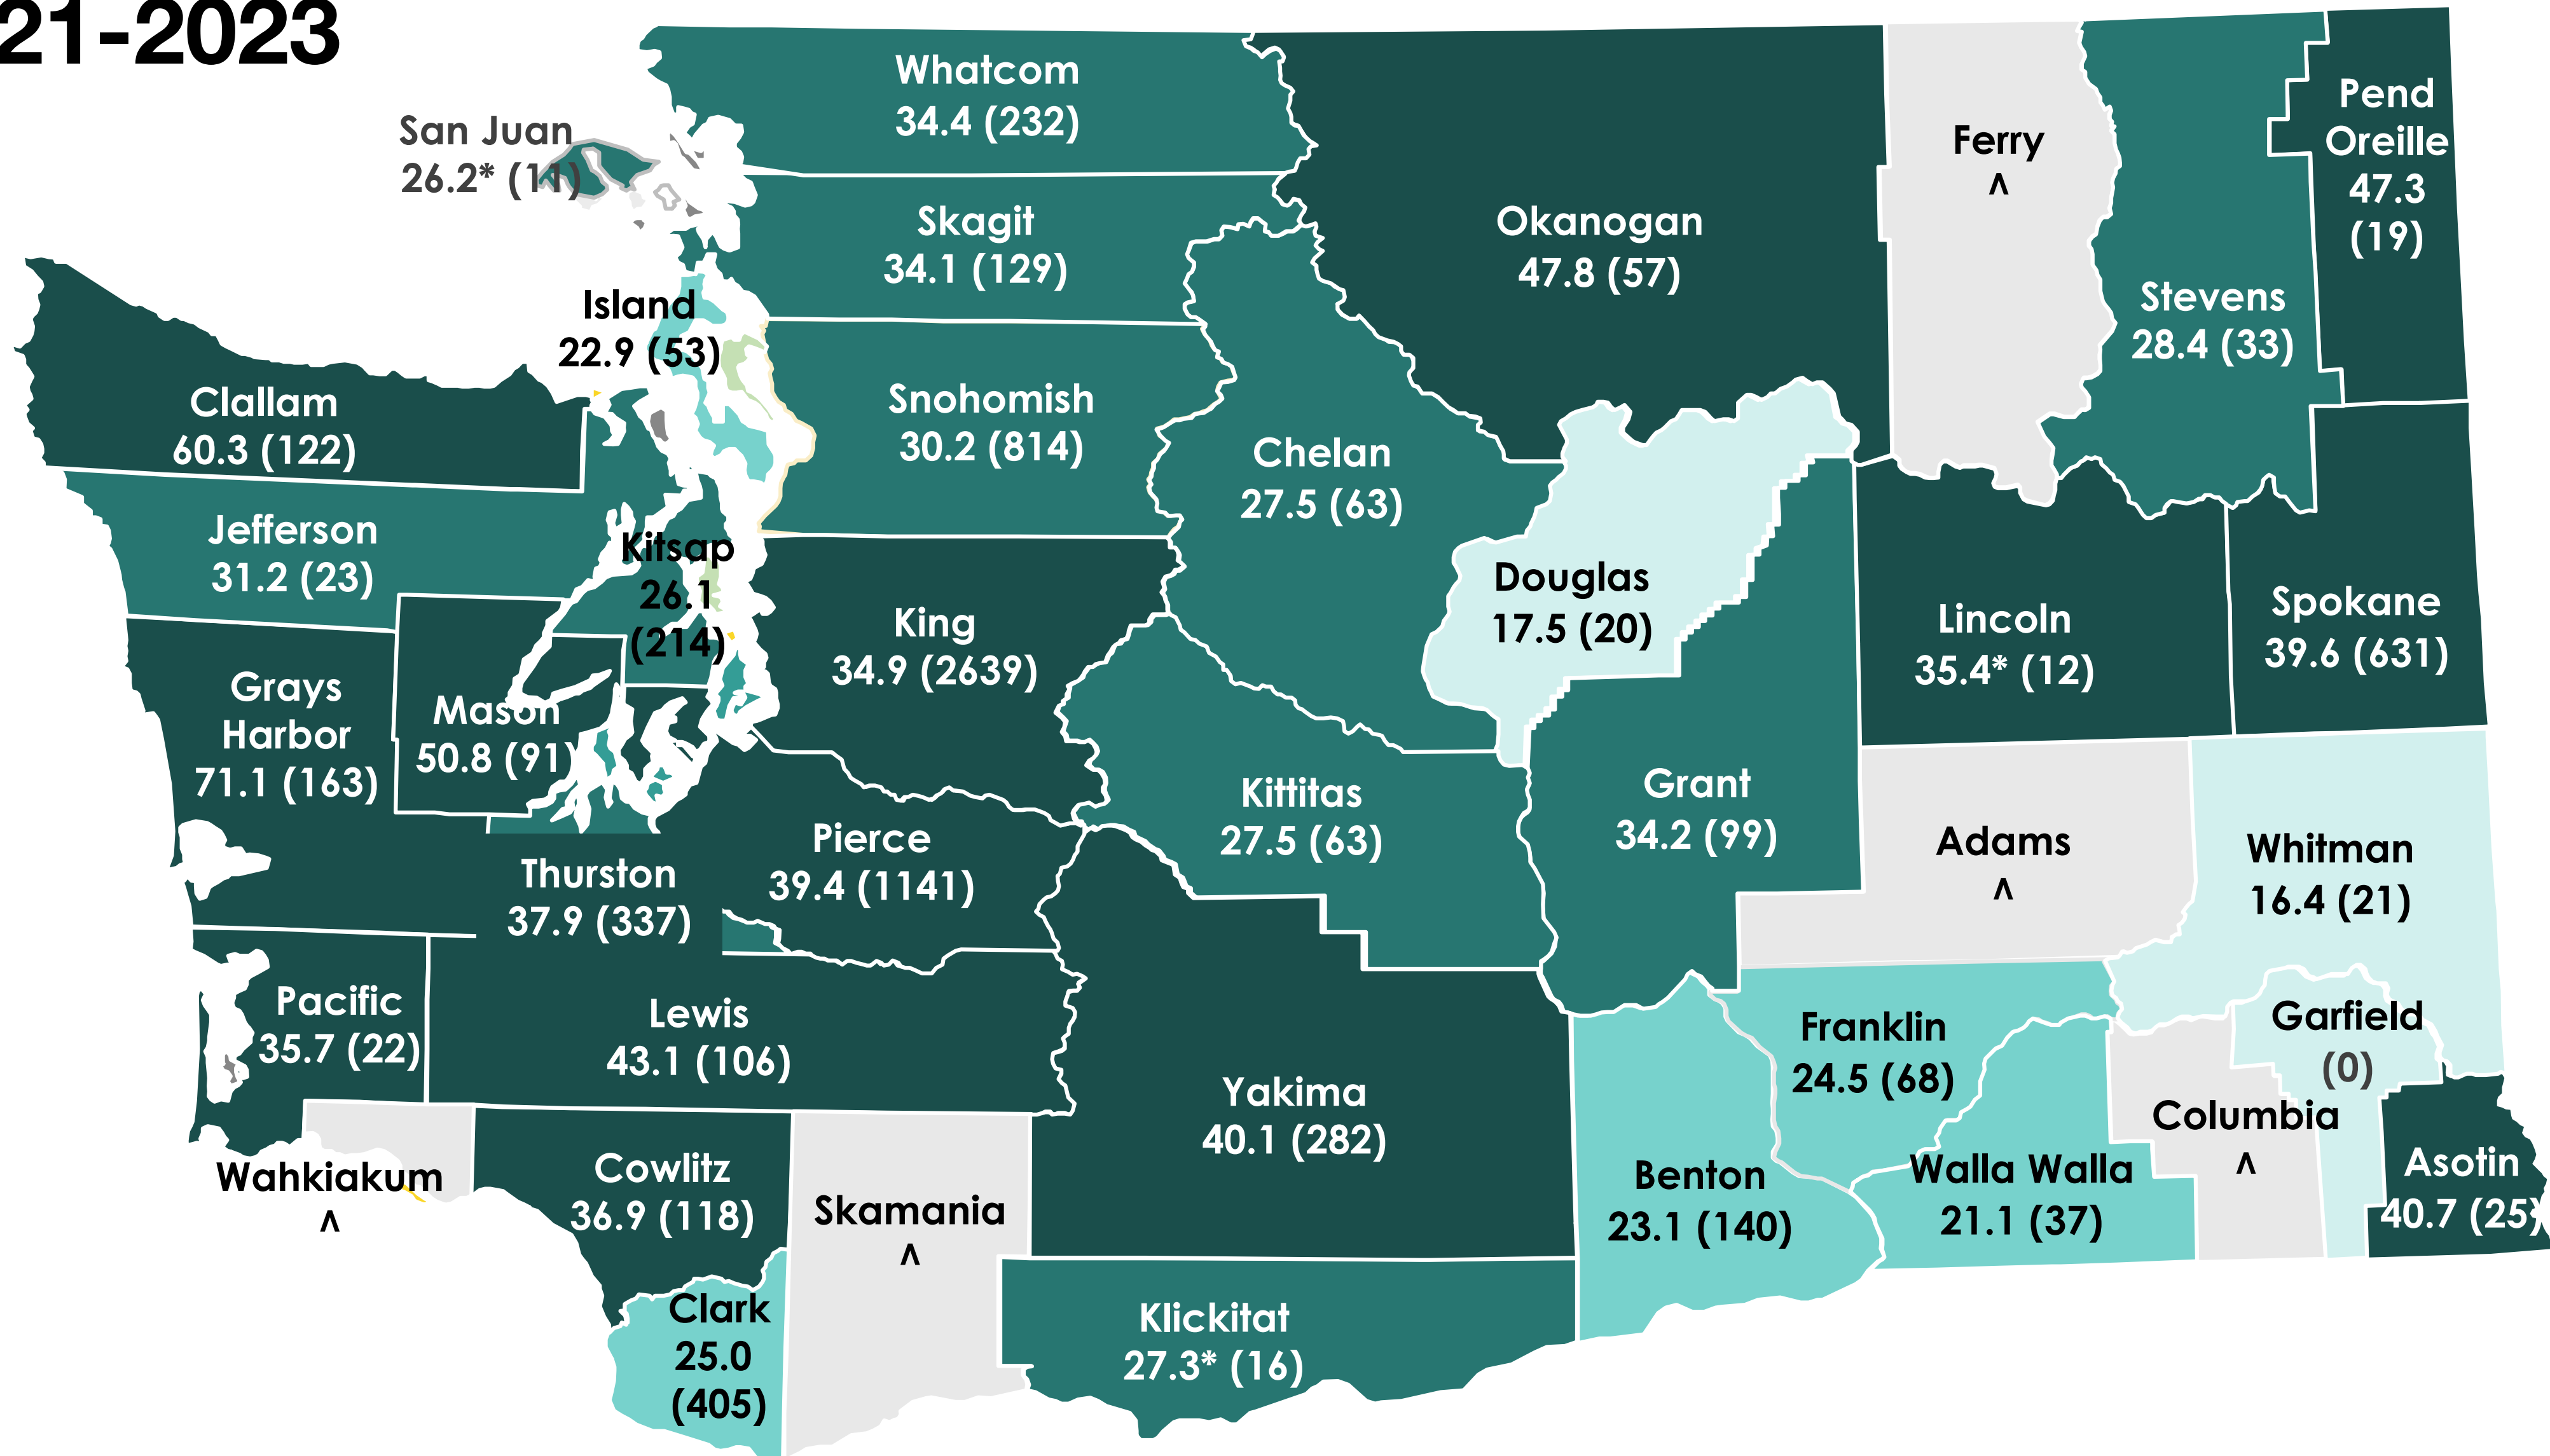 21-2023
Whatcom
34.4 (232)
San Juan
26.2* (11)
Skagit
34.1 (129)
Okanogan
47.8 (57)
Ferry
^
Pend
Oreille
47.3
(19)
Stevens
28.4 (33)
Island
22.9 (53)
Clallam
60.3 (122)
Snohomish
30.2 (814)
Chelan
27.5 (63)
Jefferson
31.2 (23)
Kitsap
26.1
(214)
King
34.9 (2639)
Douglas
17.5 (20)
Lincoln
35.4* (12)
Spokane
39.6 (631)
Grays
Harbor
71.1 (163)
Mason
50.8 (91)
Kittitas
27.5 (63)
Grant
34.2 (99)
Adams
^
Whitman
16.4 (21)
Thurston
37.9 (337)
Pierce
39.4 (1141)
Pacific
35.7 (22)
Lewis
43.1 (106)
Yakima
40.1 (282)
Franklin
24.5 (68)
Garfield
(0)
Columbia
^
Wahkiakum
^
Cowlitz
36.9 (118)
Skamania
^
Benton
23.1 (140)
Walla Walla
21.1 (37)
Asotin
40.7 (25)
Clark
25.0
(405)
Klickitat
27.3* (16)